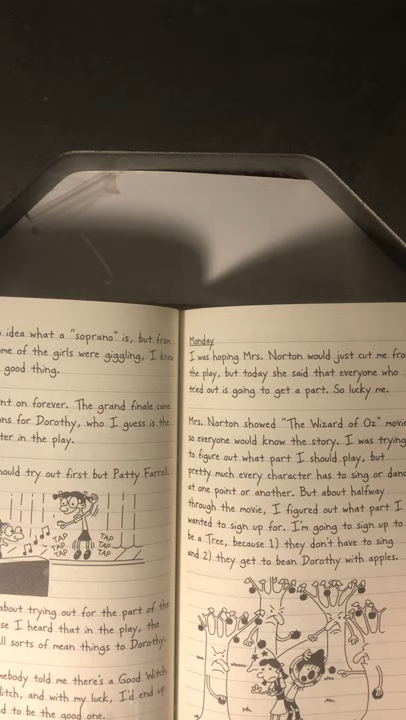 idea what a "soprano" is, but from
me of the girls were giggling, I knew
good thing.
nt on forever. The grand finale came
ns for Dorothy, who I guess is the
ter in the play.
ould try out first but Patty Farrell.
TAP TAP TAP
TAP TAP TAP
about trying out for the part of the
se I heard that in the play, the
ll sorts of mean things to Dorothy.
mebody told me there's a Good Witch
itch, and with my luck, I'd end up
d to be the good one.
Monday
I was hoping Mrs. Norton would just cut me fro
the play, but today she said that everyone who
tried out is going to get a part. So lucky me.
Mrs. Norton showed "The Wizard of Oz" movie
so everyone would know the story. I was trying
to figure out what part I should play, but
pretty much every character has to sing or dance
at one point or another. But about halfway
through the movie, I figured out what part I
wanted to sign up for. I'm going to sign up to
be a Tree, because 1) they don't have to sing
and 2) they get to bean Dorothy with apples.